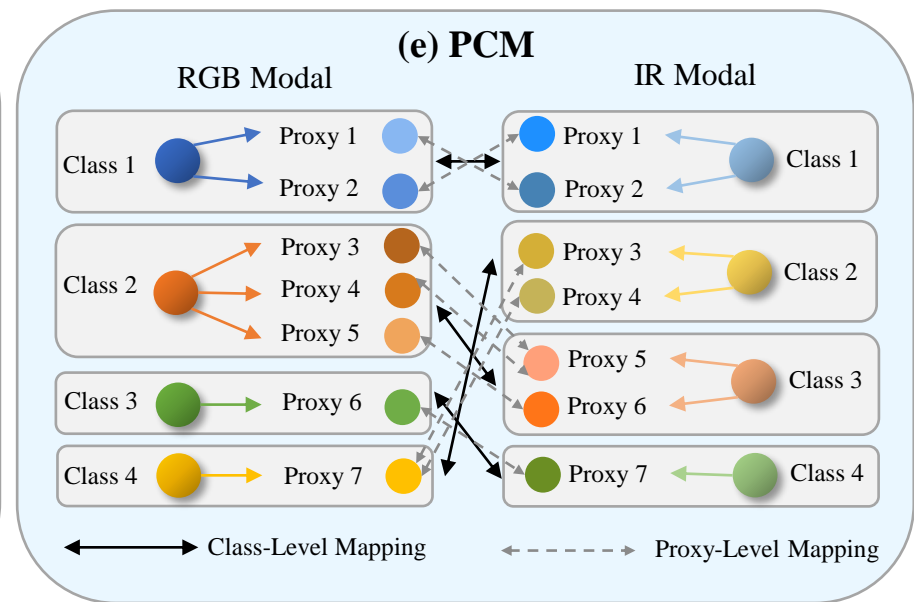 (e) PCM
RGB Modal
IR Modal
Class 1
Proxy 1
Proxy 2
Class 2
Proxy 3
Proxy 4
Proxy 5
Class 3
Proxy 6
Class 4
Proxy 7
Proxy 1
Proxy 2
Class 1
Proxy 3
Proxy 4
Class 2
Proxy 5
Proxy 6
Class 3
Proxy 7
Class 4
Class-Level Mapping
Proxy-Level Mapping